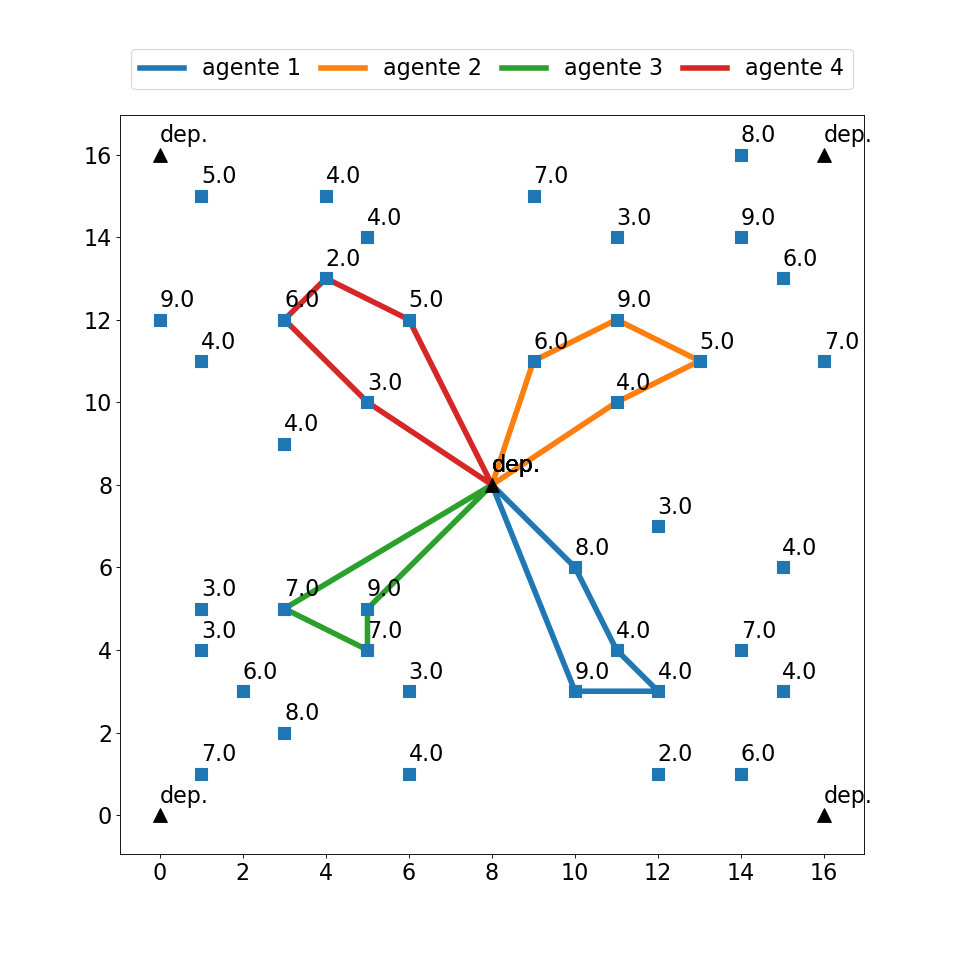 agente 1 agente 2 agente 3 agente 4
dep. 8.0 dep.
16
5.0 4.0 7.0
4.0 3.0 9.0
14
2.0 6.0
9.0 6.0 5.0 9.0
12
4.0 6.0 5.0 7.0
3.0 4.0
10
4.0
dep. dep.
8
3.0
8.0 4.0
6
3.0 7.0 9.0
3.0 7.0 4.0 7.0
4
6.0 3.0 9.0 4.0 4.0
8.0
2
7.0 4.0 2.0 6.0
dep. dep.
0
0 2 4 6 8 10 12 14 16